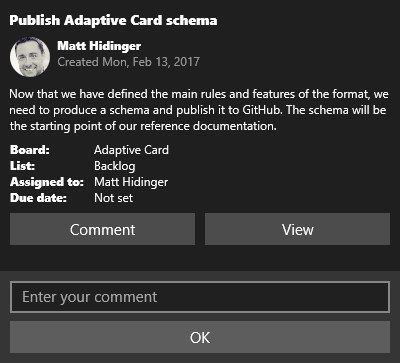 Publish Adaptive Card schema
Matt Hidinger
Created Mon, Feb 13, 2017
Now that we have defined the main rules and features of the format, we
need to produce a schema and publish it to GitHub. The schema will be
the starting point of our reference documentation.
Board: Adaptive Card
List: Backlog
Assigned to: Matt Hidinger
Due date: Not set
Comment View
Enter your comment
OK